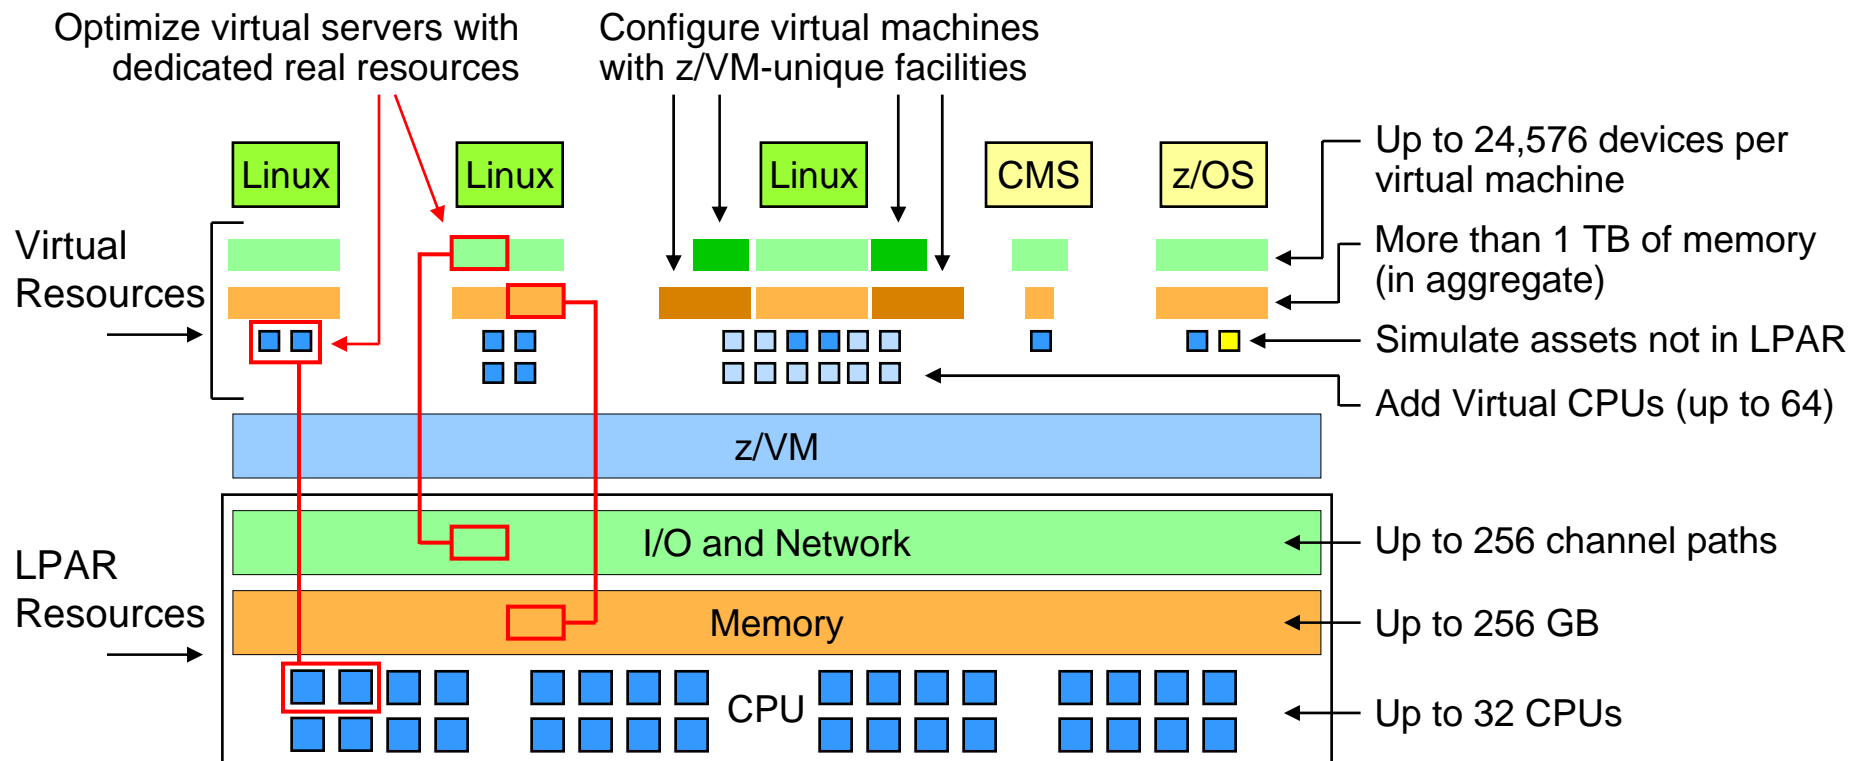 Optimize virtual servers with
dedicated real resources
Configure virtual machines
with z/VM-unique facilities
Linux
Linux
Linux
CMS
z/OS
Up to 24,576 devices per
virtual machine
Virtual
Resources
More than 1 TB of memory
(in aggregate)
Simulate assets not in LPAR
Add Virtual CPUs (up to 64)
z/VM
LPAR
Resources
I/O and Network
Up to 256 channel paths
Memory
Up to 256 GB
CPU
Up to 32 CPUs